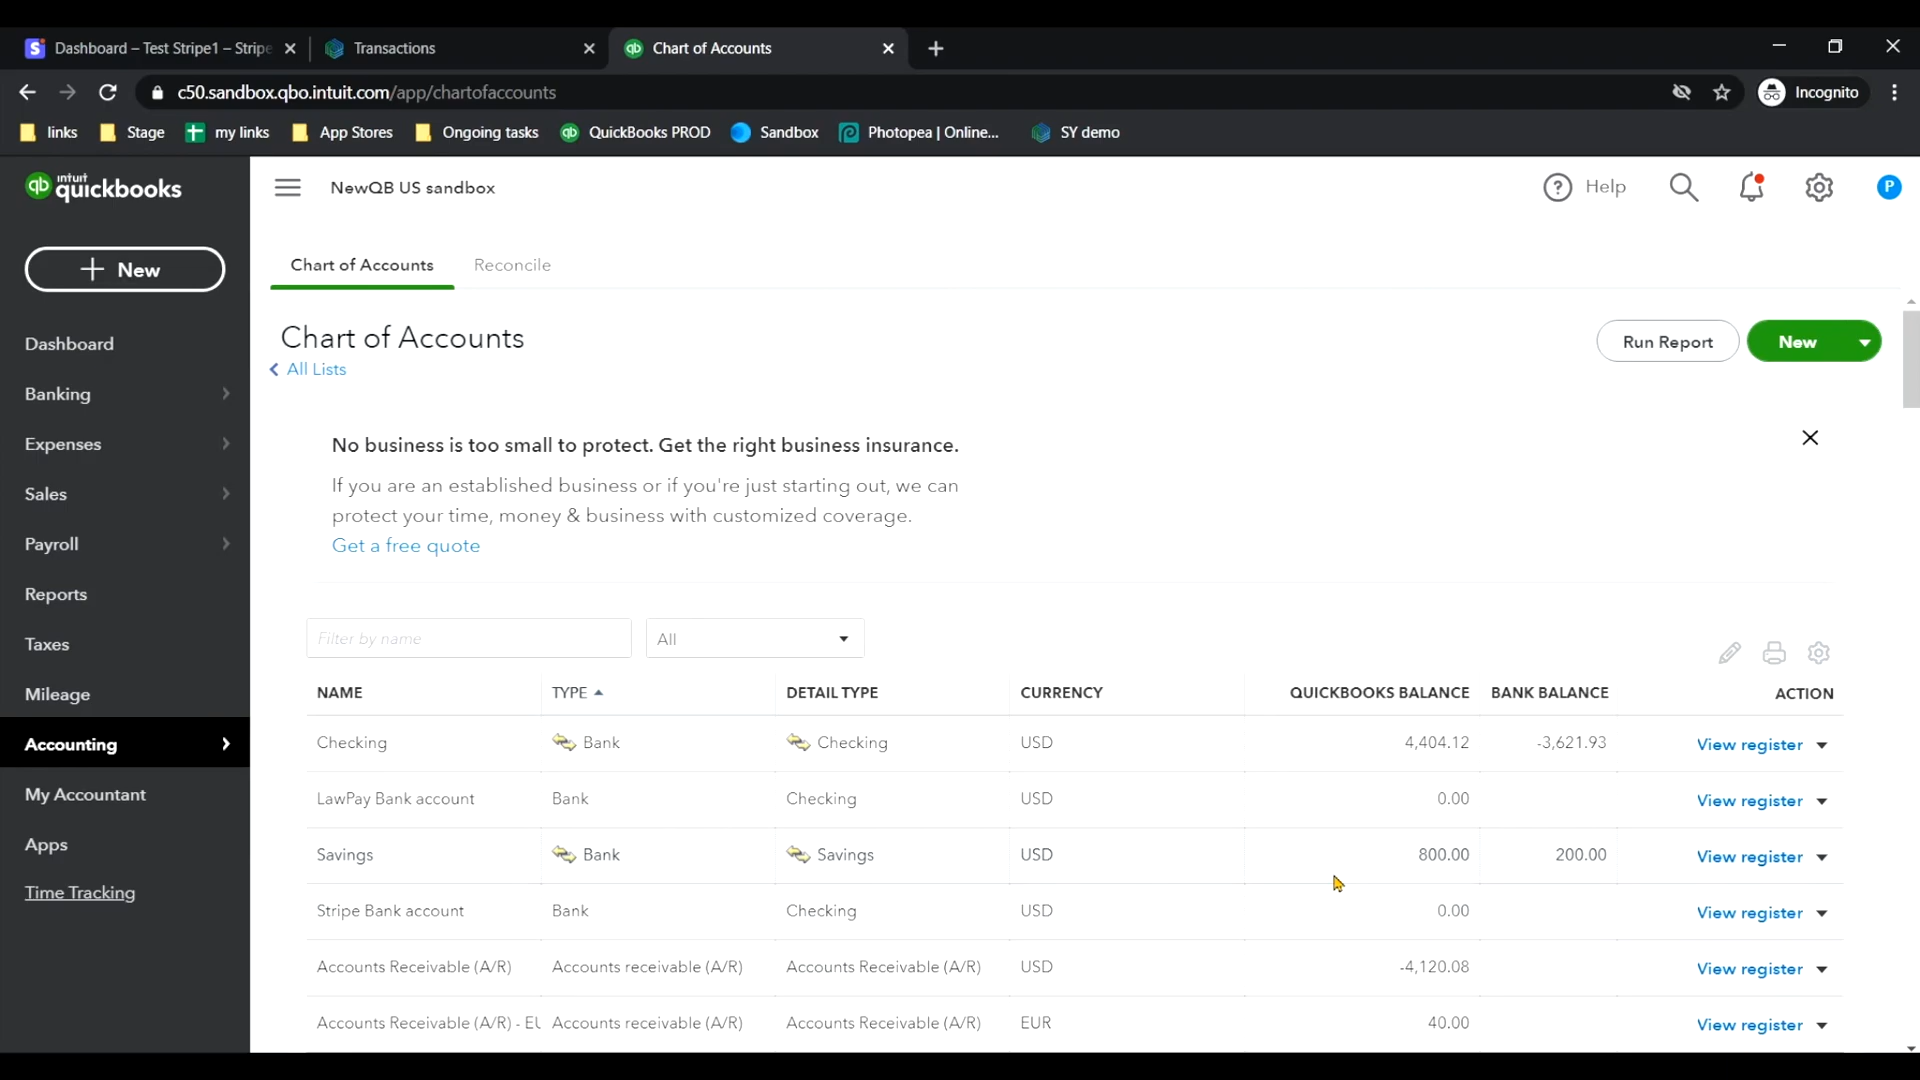 Dashboard – Test Stripe1 – Stripe
Transactions
Chart of Accounts
c50.sandbox.qbo.intuit.com/app/chartofaccounts
Incognito
links
Stage
my links
App Stores
Ongoing tasks
QuickBooks PROD
Sandbox
Photopea | Online...
SY demo
intuit
quickbooks
NewQB US sandbox
Help
P
New
Dashboard
Banking
Expenses
Sales
Payroll
Reports
Taxes
Mileage
Accounting
My Accountant
Apps
Time Tracking
Chart of Accounts
Reconcile
Chart of Accounts
All Lists
Run Report
New
No business is too small to protect. Get the right business insurance.
If you are an established business or if you're just starting out, we can
protect your time, money & business with customized coverage.
Get a free quote
Filter by name
All
NAME TYPE DETAIL TYPE CURRENCY QUICKBOOKS BALANCE BANK BALANCE ACTION
Checking Bank Checking USD 4,404.12 -3,621.93 View register
LawPay Bank account Bank Checking USD 0.00 View register
Savings Bank Savings USD 800.00 200.00 View register
Stripe Bank account Bank Checking USD 0.00 View register
Accounts Receivable (A/R) Accounts receivable (A/R) Accounts Receivable (A/R) USD -4,120.08 View register
Accounts Receivable (A/R) - EU Accounts receivable (A/R) Accounts Receivable (A/R) EUR 40.00 View register